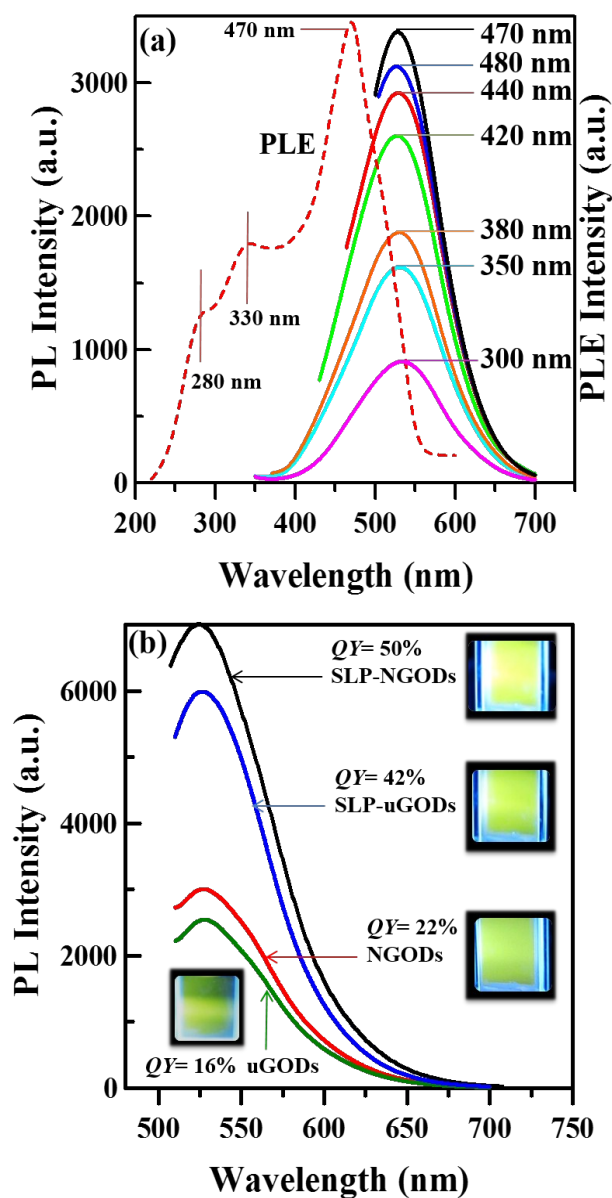 (a)
470 nm
470 nm
480 nm
440 nm
420 nm
PLE
380 nm
350 nm
330 nm
300 nm
280 nm
3000
2000
1000
0
PL Intensity (a.u.)
PLE Intensity (a.u.)
200 300 400 500 600 700
Wavelength (nm)
(b)
QY= 50%
SLP-NGODs
QY= 42%
SLP-uGODs
QY= 22%
NGODs
QY= 16% uGODs
6000
4000
2000
0
PL Intensity (a.u.)
500 550 600 650 700 750
Wavelength (nm)